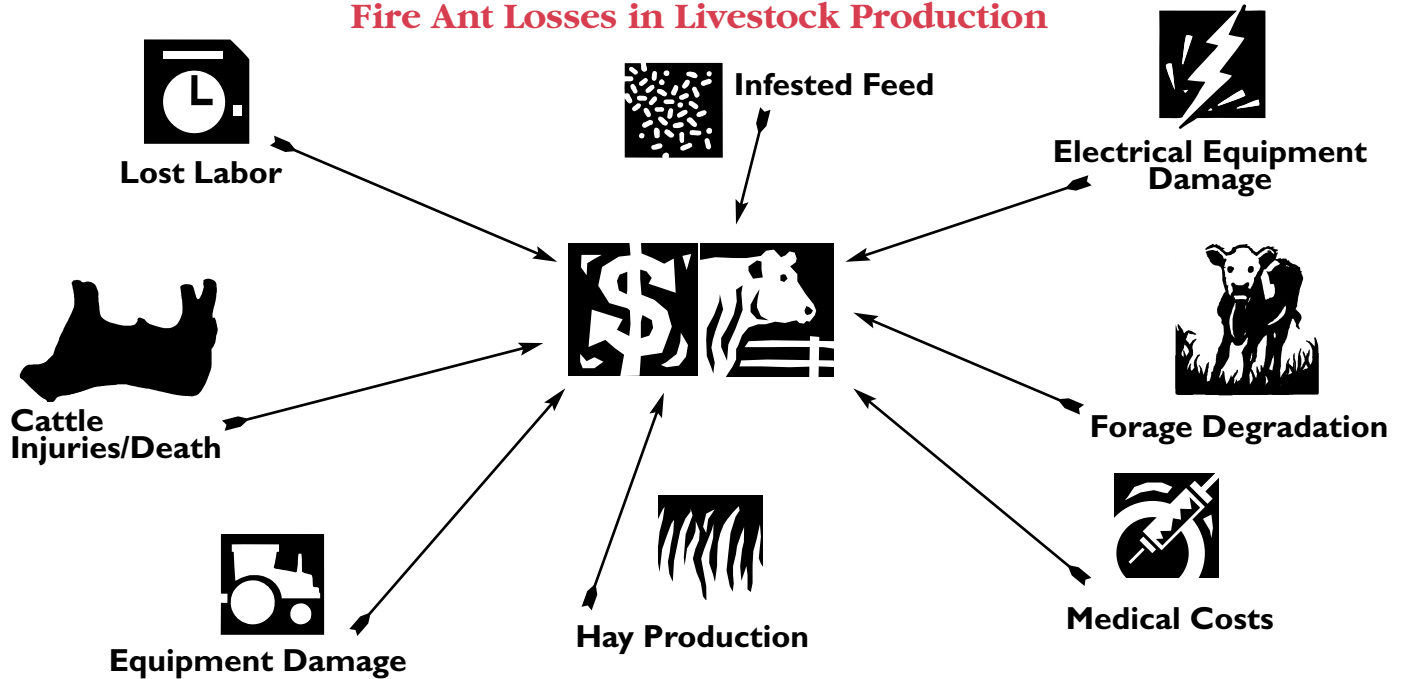 Fire Ant Losses in Livestock Production
Infested Feed
Electrical Equipment
Damage
Lost Labor
Cattle
Injuries/Death
Forage Degradation
Medical Costs
Hay Production
Equipment Damage